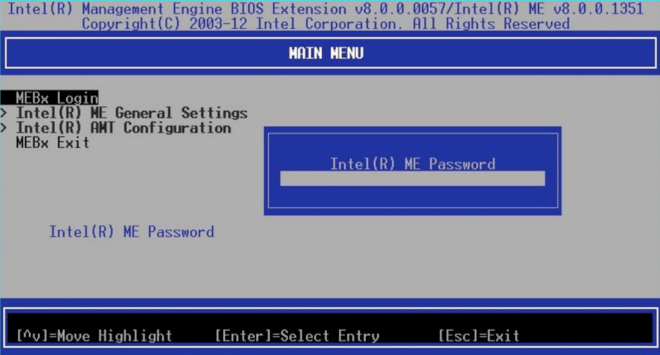 Intel(R) Management Engine BIOS Extension v8.0.0.0057/Intel(R) ME v8.0.0.1351
Copyright(C) 2003-12 Intel Corporation. All Rights Reserved
MAIN MENU
MEBx Login
> Intel(R) ME General Settings
> Intel(R) AMT Configuration
MEBx Exit
Intel(R) ME Password
Intel(R) ME Password
[^v]=Move Highlight [Enter]=Select Entry [Esc]=Exit